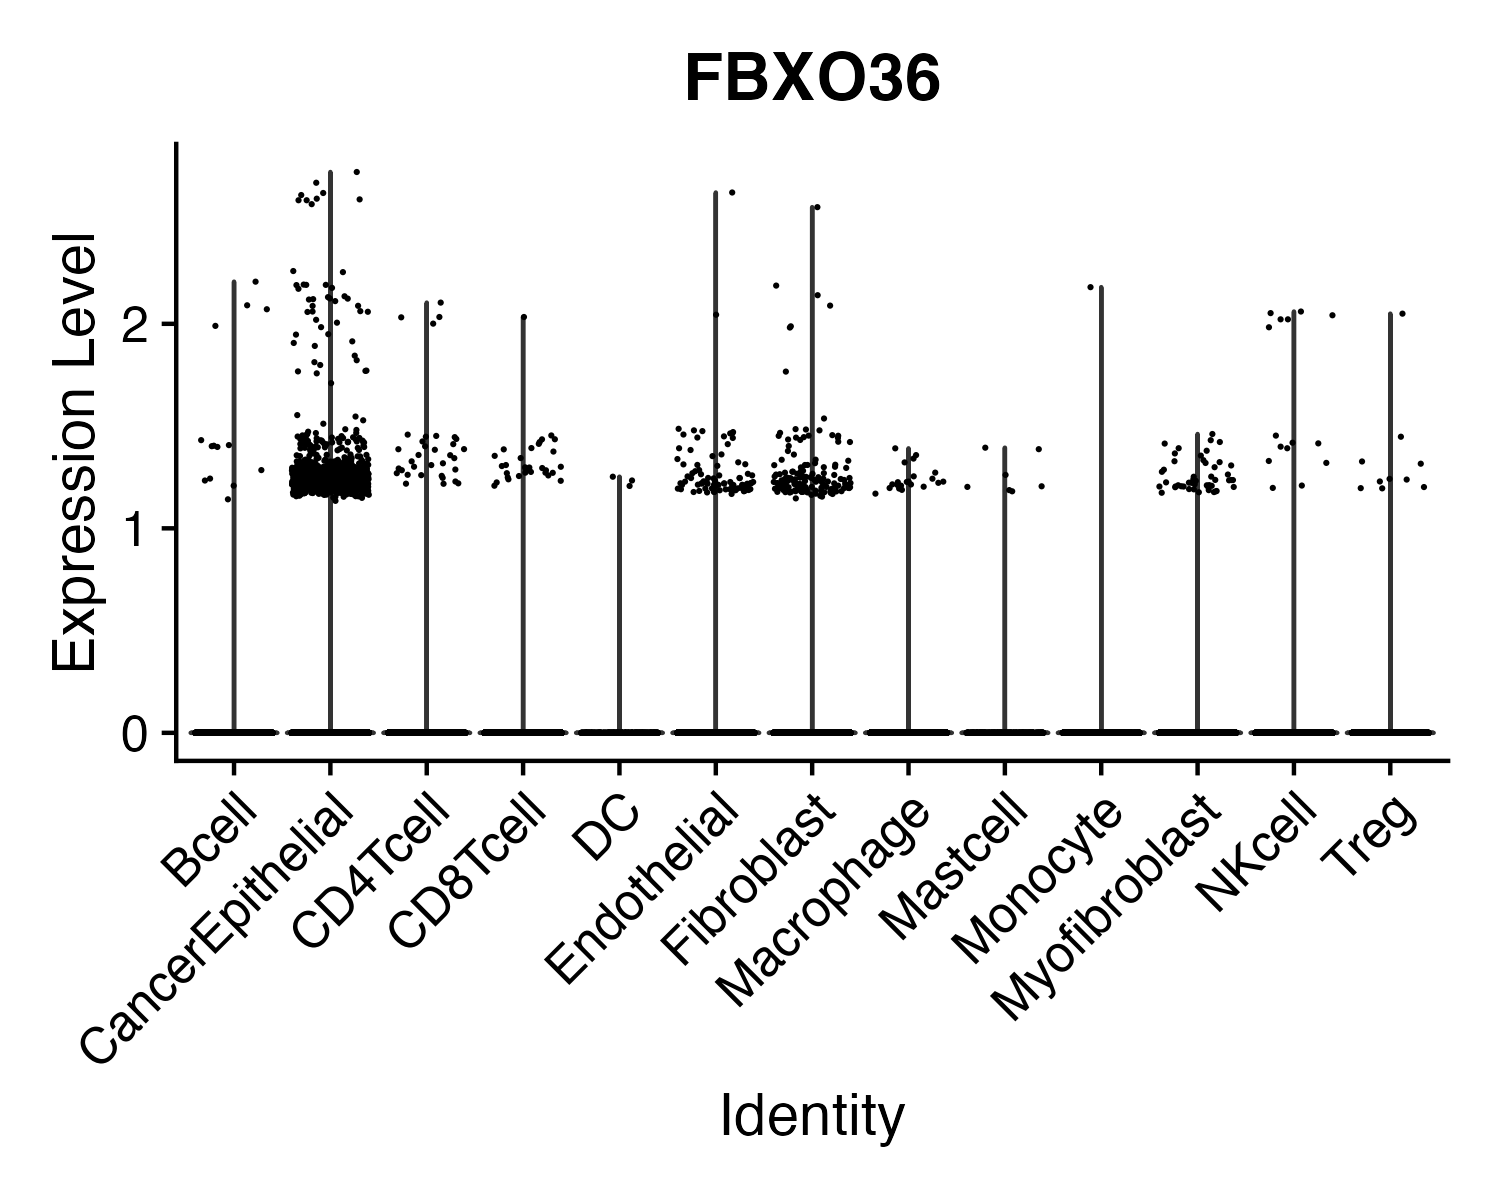 FBXO36
Expression Level
2
1
0
Bcell
CancerEpithelial
CD4Tcell
CD8Tcell
DC
Endothelial
Fibroblast
Macrophage
Mastcell
Monocyte
Myofibroblast
NKcell
Treg
Identity